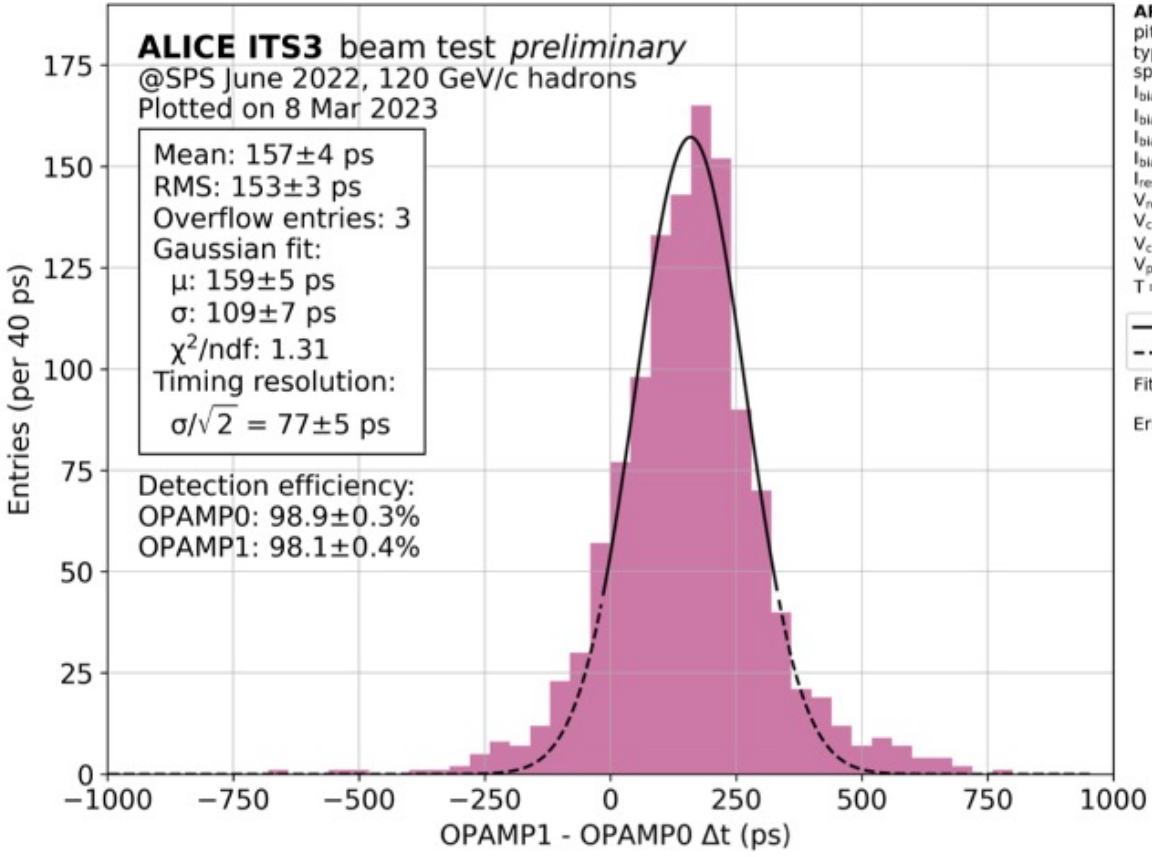 ALICE ITS3 beam test preliminary
@SPS June 2022, 120 GeV/c hadrons
Plotted on 8 Mar 2023
Mean: 157±4 ps
RMS: 153±3 ps
Overflow entries: 3
Gaussian fit:
μ: 159±5 ps
σ: 109±7 ps
χ²/ndf: 1.31
Timing resolution:
σ/√2 = 77±5 ps
Detection efficiency:
OPAMP0: 98.9±0.3%
OPAMP1: 98.1±0.4%
Entries (per 40 ps)
175
150
125
100
75
50
25
0
−1000 −750 −500 −250 0 250 500 750 1000
OPAMP1 - OPAMP0 Δt (ps)
T =
Fit